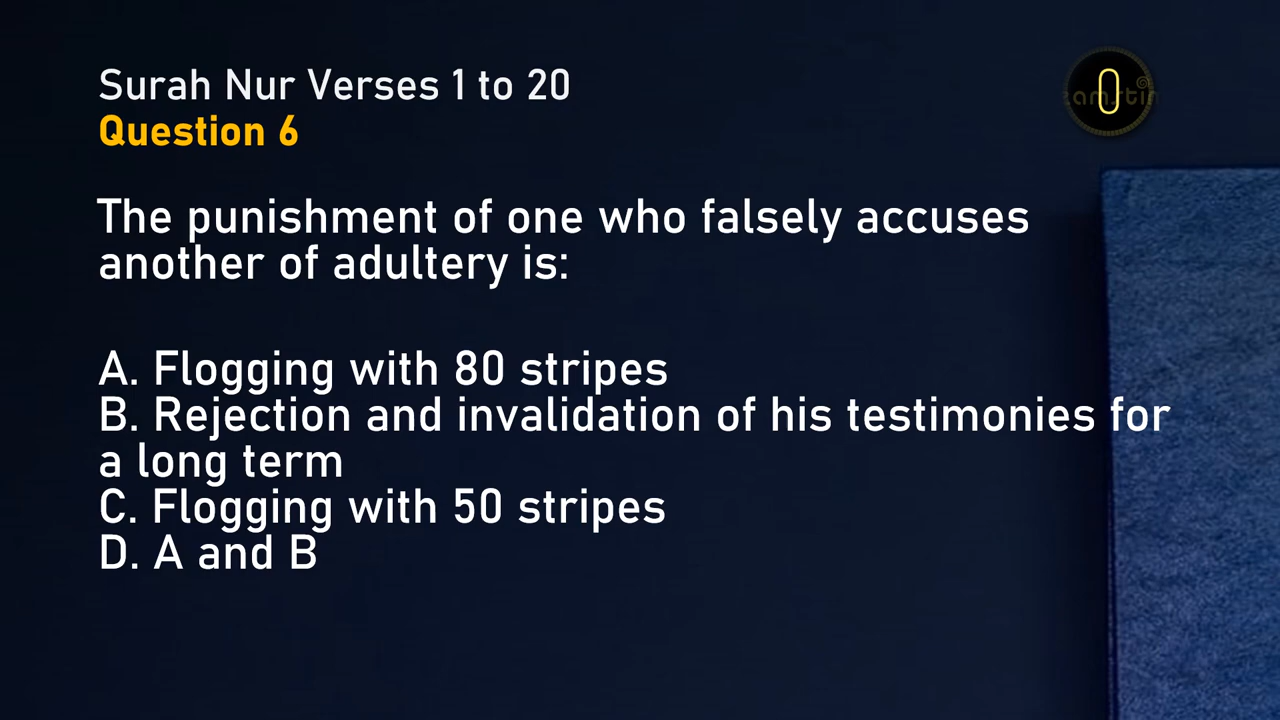 Surah Nur Verses 1 to 20
Question 6
0
The punishment of one who falsely accuses
another of adultery is:
A. Flogging with 80 stripes
B. Rejection and invalidation of his testimonies for
a long term
C. Flogging with 50 stripes
D. A and B